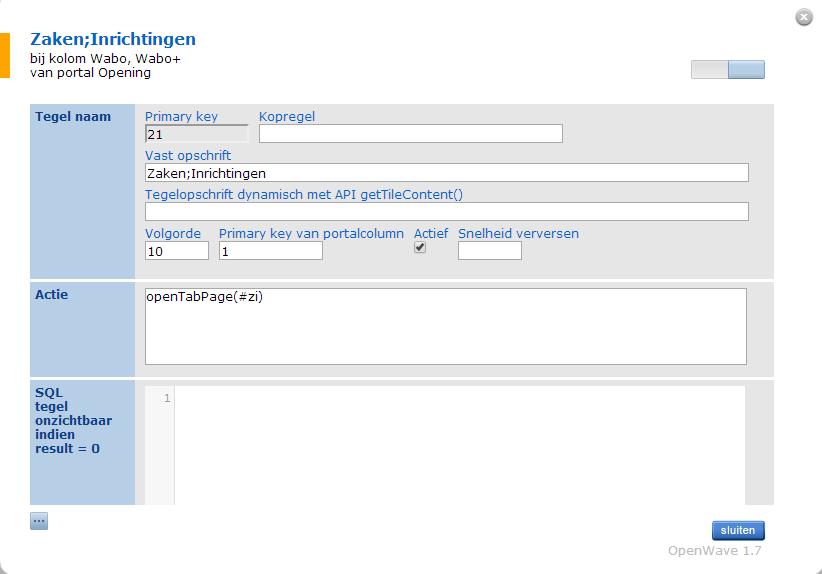 Zaken;Inrichtingen
bij kolom Wabo, Wabo+
van portal Opening
Tegel naam
Primary key Kopregel
21
Vast opschrift
Zaken;Inrichtingen
Tegelopschrift dynamisch met API getTileContent()
Volgorde Primary key van portalcolumn Actief Snelheid verversen
10 1
Actie
openTabPage(#zi)
SQL
tegel
onzichtbaar
indien
result = 0
1
...
sluiten
OpenWave 1.7